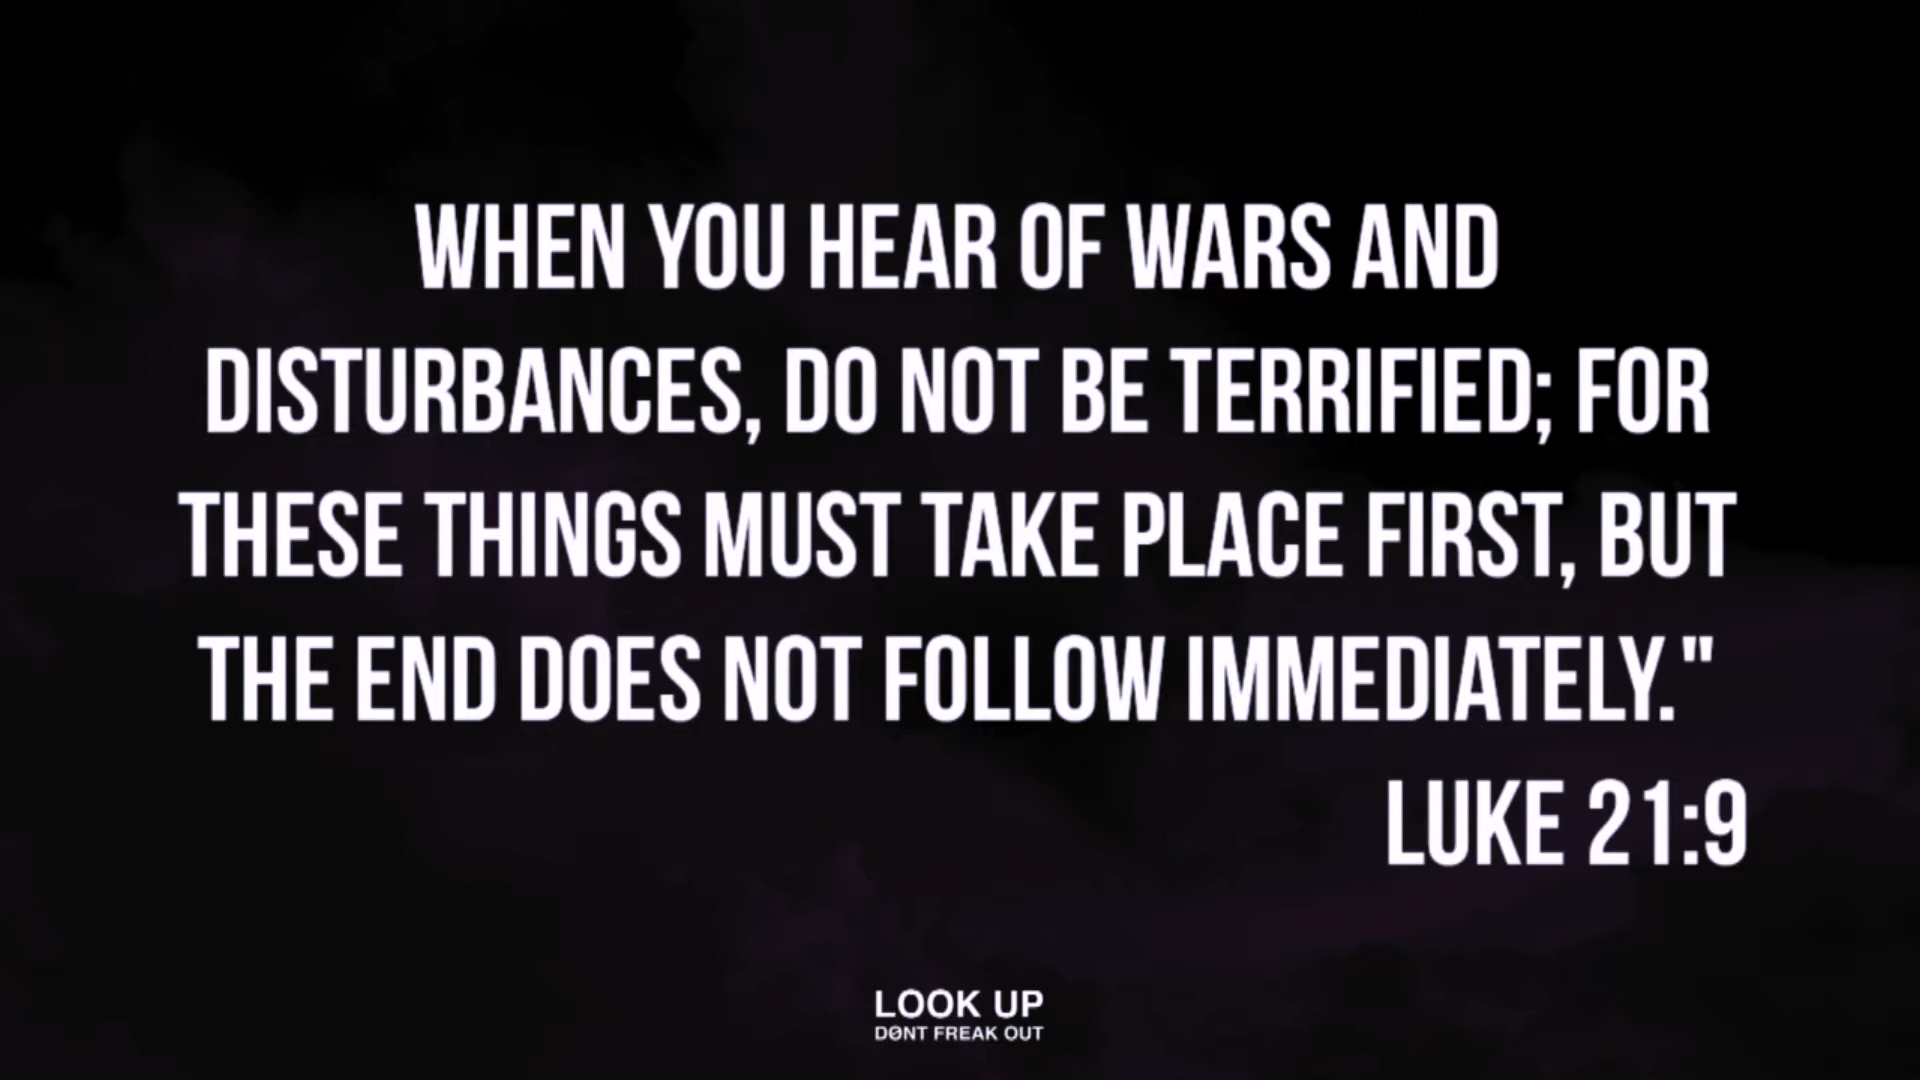 WHEN YOU HEAR OF WARS AND
DISTURBANCES, DO NOT BE TERRIFIED; FOR
THESE THINGS MUST TAKE PLACE FIRST, BUT
THE END DOES NOT FOLLOW IMMEDIATELY."
LUKE 21:9
LOOK UP
DØNT FREAK OUT